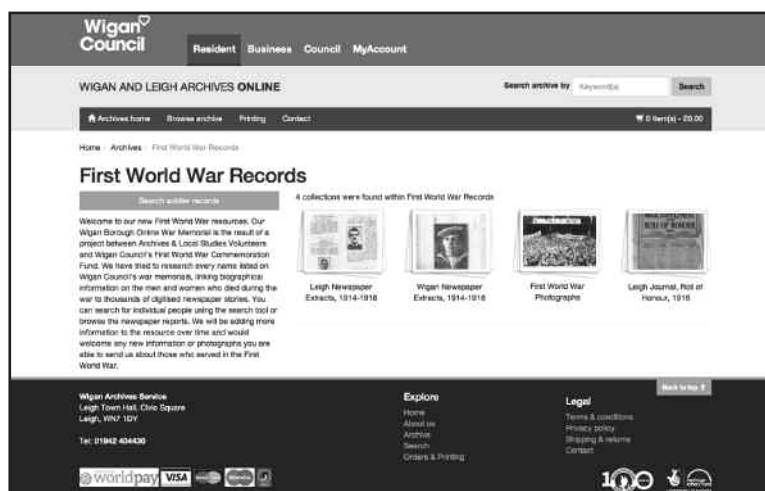 Wigan
Council
Resident Business Council MyAccount
WIGAN AND LEIGH ARCHIVES ONLINE
Search archive by Keyword(s) Search
Archives home Browse archive Printing Contact 0 item(s) - £0.00
Home Archives First World War Records
First World War Records
Search soldier records
Welcome to our new First World War resources. Our
Wigan Borough Online War Memorial is the result of a
project between Archives & Local Studies Volunteers
and Wigan Council's First World War Commemoration
Fund. We have tried to research every name listed on
Wigan Council's war memorials, linking biographical
information on the men and women who died during the
war to thousands of digitised newspaper stories. You
can search for individual people using the search tool or
browse the newspaper reports. We will be adding more
information to the resource over time and would
welcome any new information or photographs you are
able to send us about those who served in the First
World War.
4 collections were found within First World War Records
Leigh Newspaper
Extracts, 1914-1918
Wigan Newspaper
Extracts, 1914-1918
First World War
Photographs
ROLL OF HONOUR
Leigh Journal, Roll of
Honour, 1916
Back to top
Wigan Archives Service
Leigh Town Hall, Civic Square
Leigh, WN7 1DY
Tel: 01942 404430
Explore
Home
About us
Archive
Search
Orders & Printing
Legal
Terms & conditions
Privacy policy
Shipping & returns
Contact
worldpay VISA
100